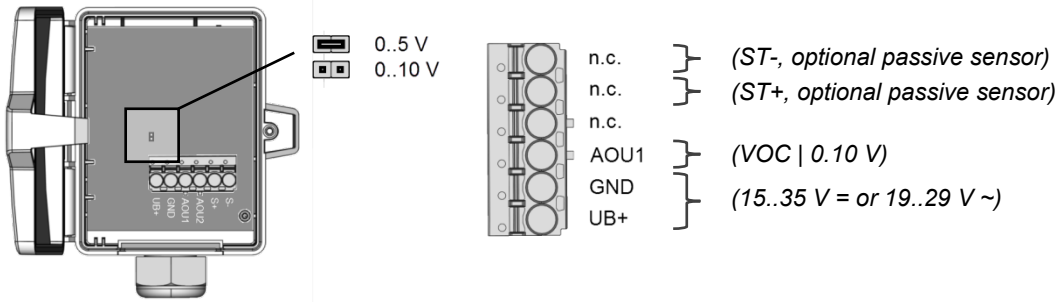 0..5 V
0..10 V
UB+
GND
AOU1
AOU2
S+
S-
n.c. (ST-, optional passive sensor)
n.c. (ST+, optional passive sensor)
n.c.
AOU1 (VOC | 0.10 V)
GND
(15..35 V = or 19..29 V ~)
UB+